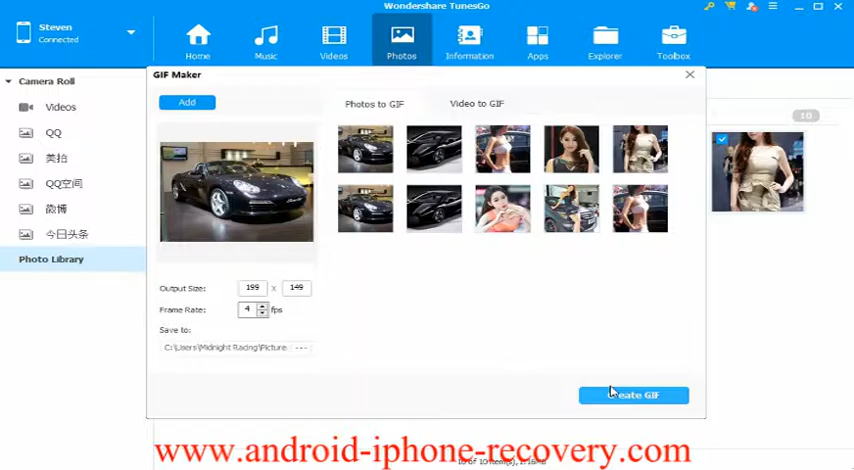 Wondershare TunesGo
Steven
Connected
Home
Music
Videos
Photos
Information
Apps
Explorer
Toolbox
Camera Roll
Videos
QQ
美拍
QQ空间
微博
今日头条
Photo Library
10
GIF Maker
Add
Photos to GIF
Video to GIF
Output Size: 199 x 149
Frame Rate: 4 fps
Save to:
C:\Users\Midnight Racing\Picture ...
Create GIF
www.android-iphone-recovery.com